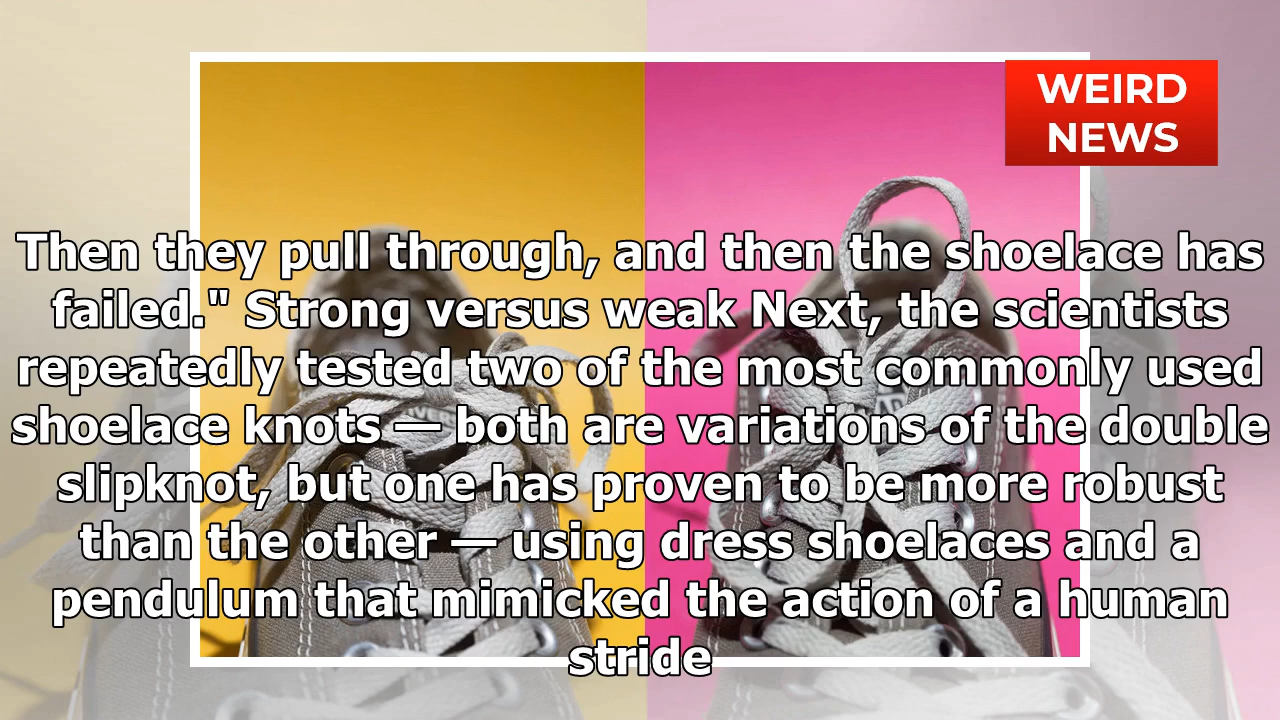 WEIRD
NEWS
Then they pull through, and then the shoelace has
failed." Strong versus weak Next, the scientists
repeatedly tested two of the most commonly used
shoelace knots — both are variations of the double
slipknot, but one has proven to be more robust
than the other — using dress shoelaces and a
pendulum that mimicked the action of a human
stride